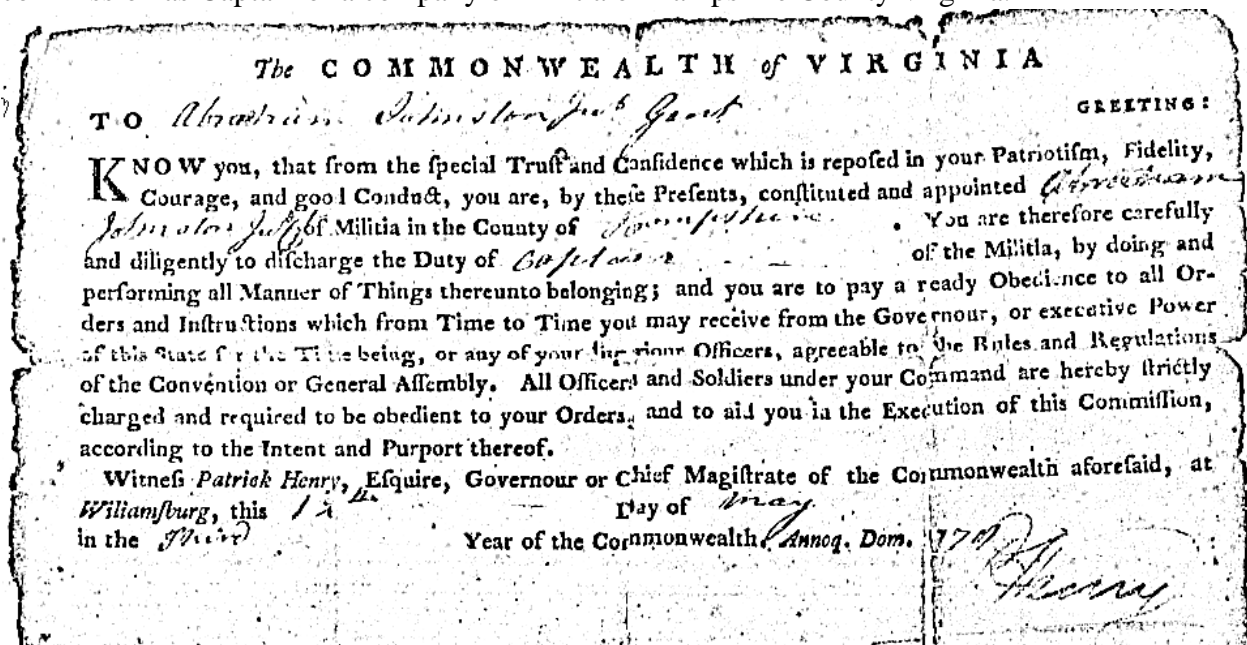 The COMMONWEALTH of VIRGINIA
TO Abraham Johnston Junr Gent GREETING:
KNOW you, that from the ſpecial Truſt and Confidence which is repoſed in your Patriotiſm, Fidelity,
Courage, and good Conduct, you are, by theſe Preſents, conſtituted and appointed Abraham
Johnston Junr of Militia in the County of Hampshire . You are therefore carefully
and diligently to diſcharge the Duty of Captain of the Militia, by doing and
performing all Manner of Things thereunto belonging; and you are to pay a ready Obedience to all Or-
ders and Inſtructions which from Time to Time you may receive from the Governour, or executive Power
of this State for the Time being, or any of your ſuperiour Officers, agreeable to the Rules and Regulations
of the Convention or General Aſſembly. All Officers and Soldiers under your Command are hereby ſtrictly
charged and required to be obedient to your Orders, and to aid you in the Execution of this Commiſſion,
according to the Intent and Purport thereof.
Witneſs Patrick Henry, Eſquire, Governour or Chief Magiſtrate of the Commonwealth aforeſaid, at
Wiliamſburg, this 12th Day of May
in the Third Year of the Commonwealth, Annoq. Dom.
P Henry